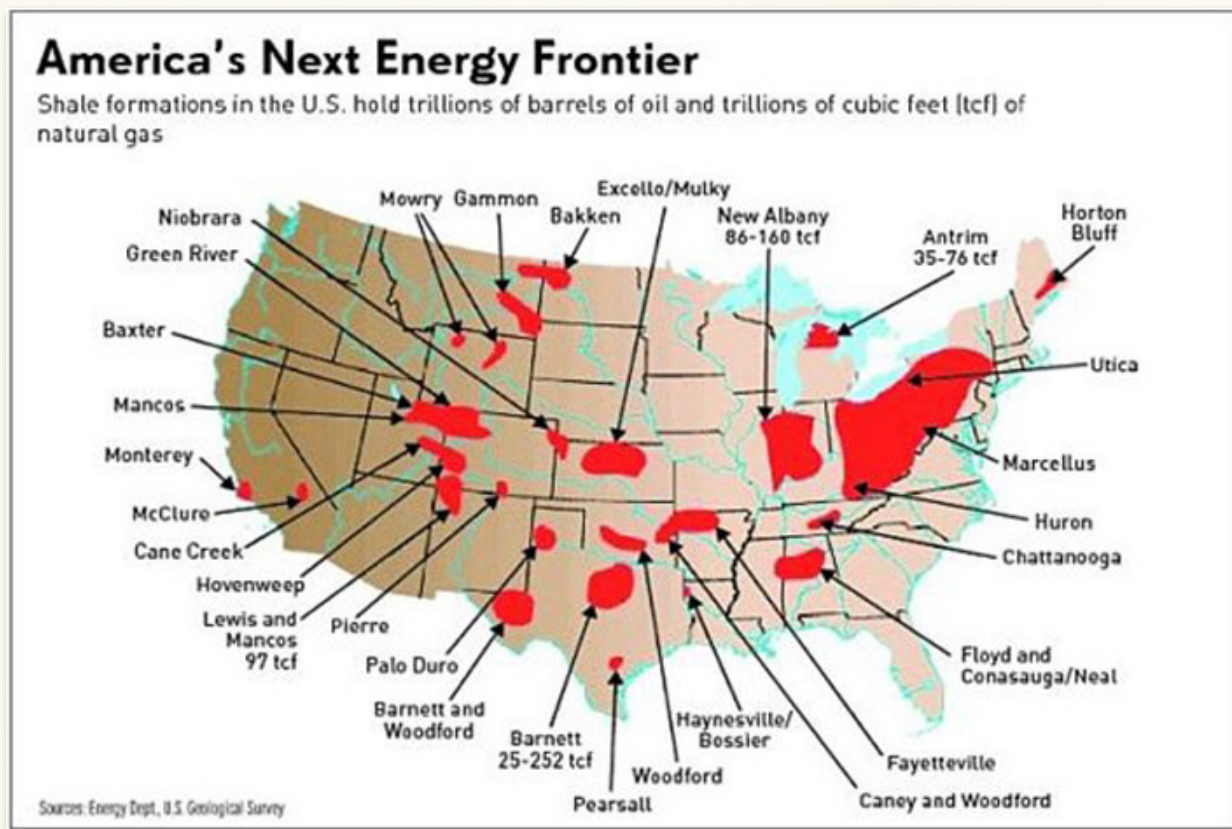 America's Next Energy Frontier
Shale formations in the U.S. hold trillions of barrels of oil and trillions of cubic feet (tcf) of
natural gas
Niobrara
Mowry
Gammon
Excello/Mulky
Bakken
New Albany
86-160 tcf
Antrim
35-76 tcf
Horton
Bluff
Green River
Baxter
Utica
Mancos
Monterey
Marcellus
McClure
Huron
Cane Creek
Chattanooga
Hovenweep
Lewis and
Mancos
97 tcf
Pierre
Palo Duro
Floyd and
Conasauga/Neal
Barnett and
Woodford
Barnett
25-252 tcf
Haynesville/
Bossier
Woodford
Fayetteville
Pearsall
Caney and Woodford
Sources: Energy Dept., U.S. Geological Survey